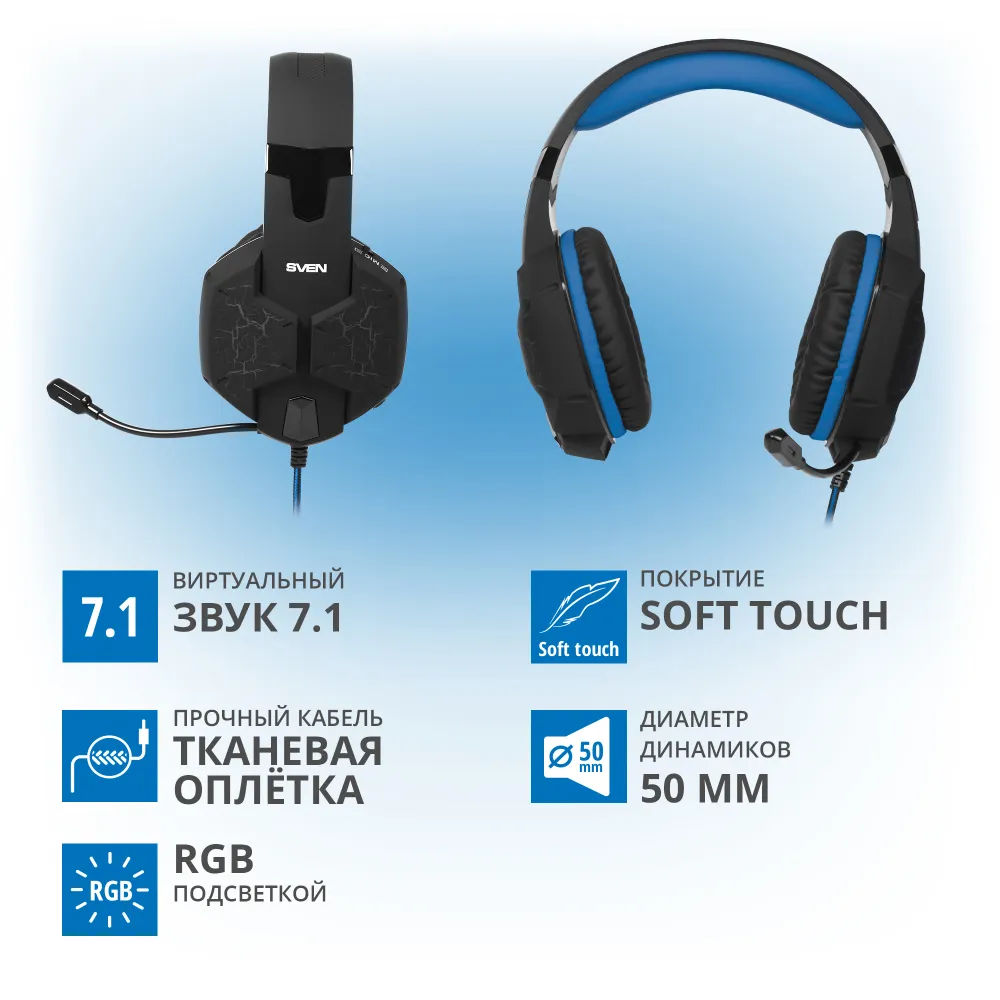 SVEN
7.1
ВИРТУАЛЬНЫЙ
ЗВУК 7.1
Soft touch
ПОКРЫТИЕ
SOFT TOUCH
ПРОЧНЫЙ КАБЕЛЬ
ТКАНЕВАЯ
ОПЛЁТКА
50
mm
ДИАМЕТР
ДИНАМИКОВ
50 ММ
RGB
RGB
ПОДСВЕТКОЙ